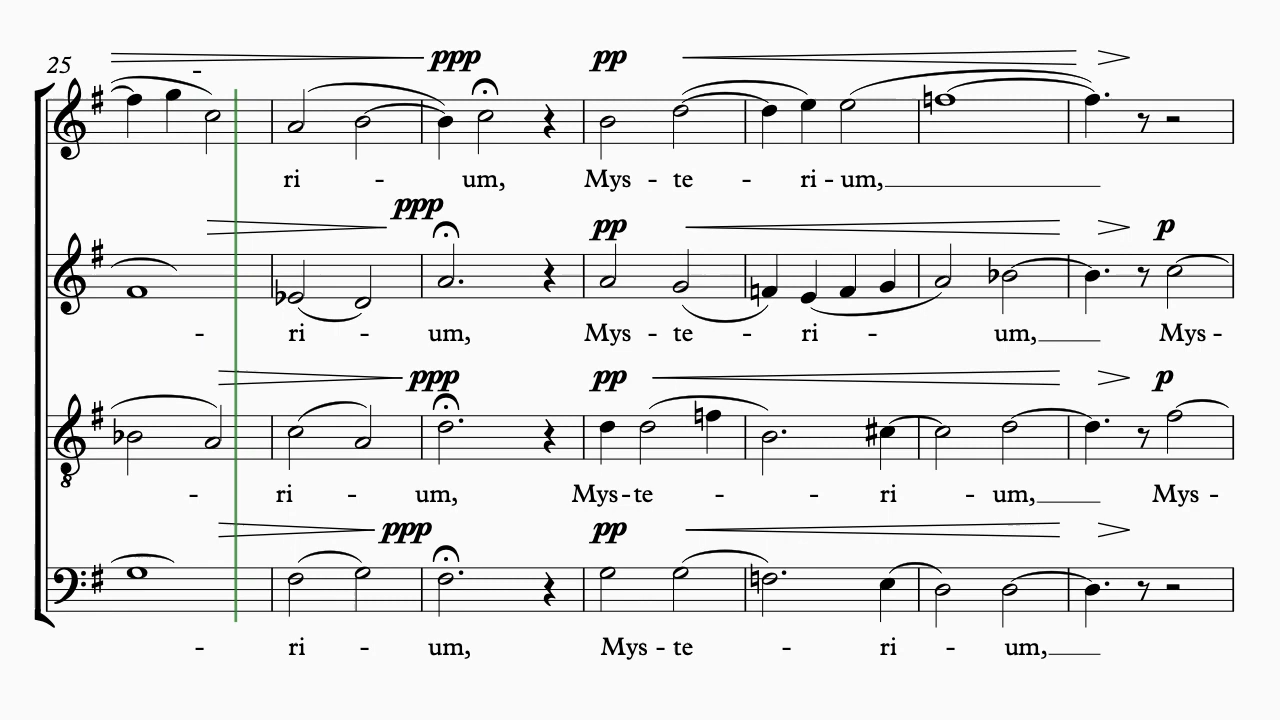 25
-
ppp pp
ri - um, Mys - te - ri - um,
ppp
pp p
- ri - um, Mys - te - ri - um, Mys -
ppp pp p
- ri - um, Mys - te - - ri - um, Mys -
ppp pp
- ri - um, Mys - te - ri - um,
8